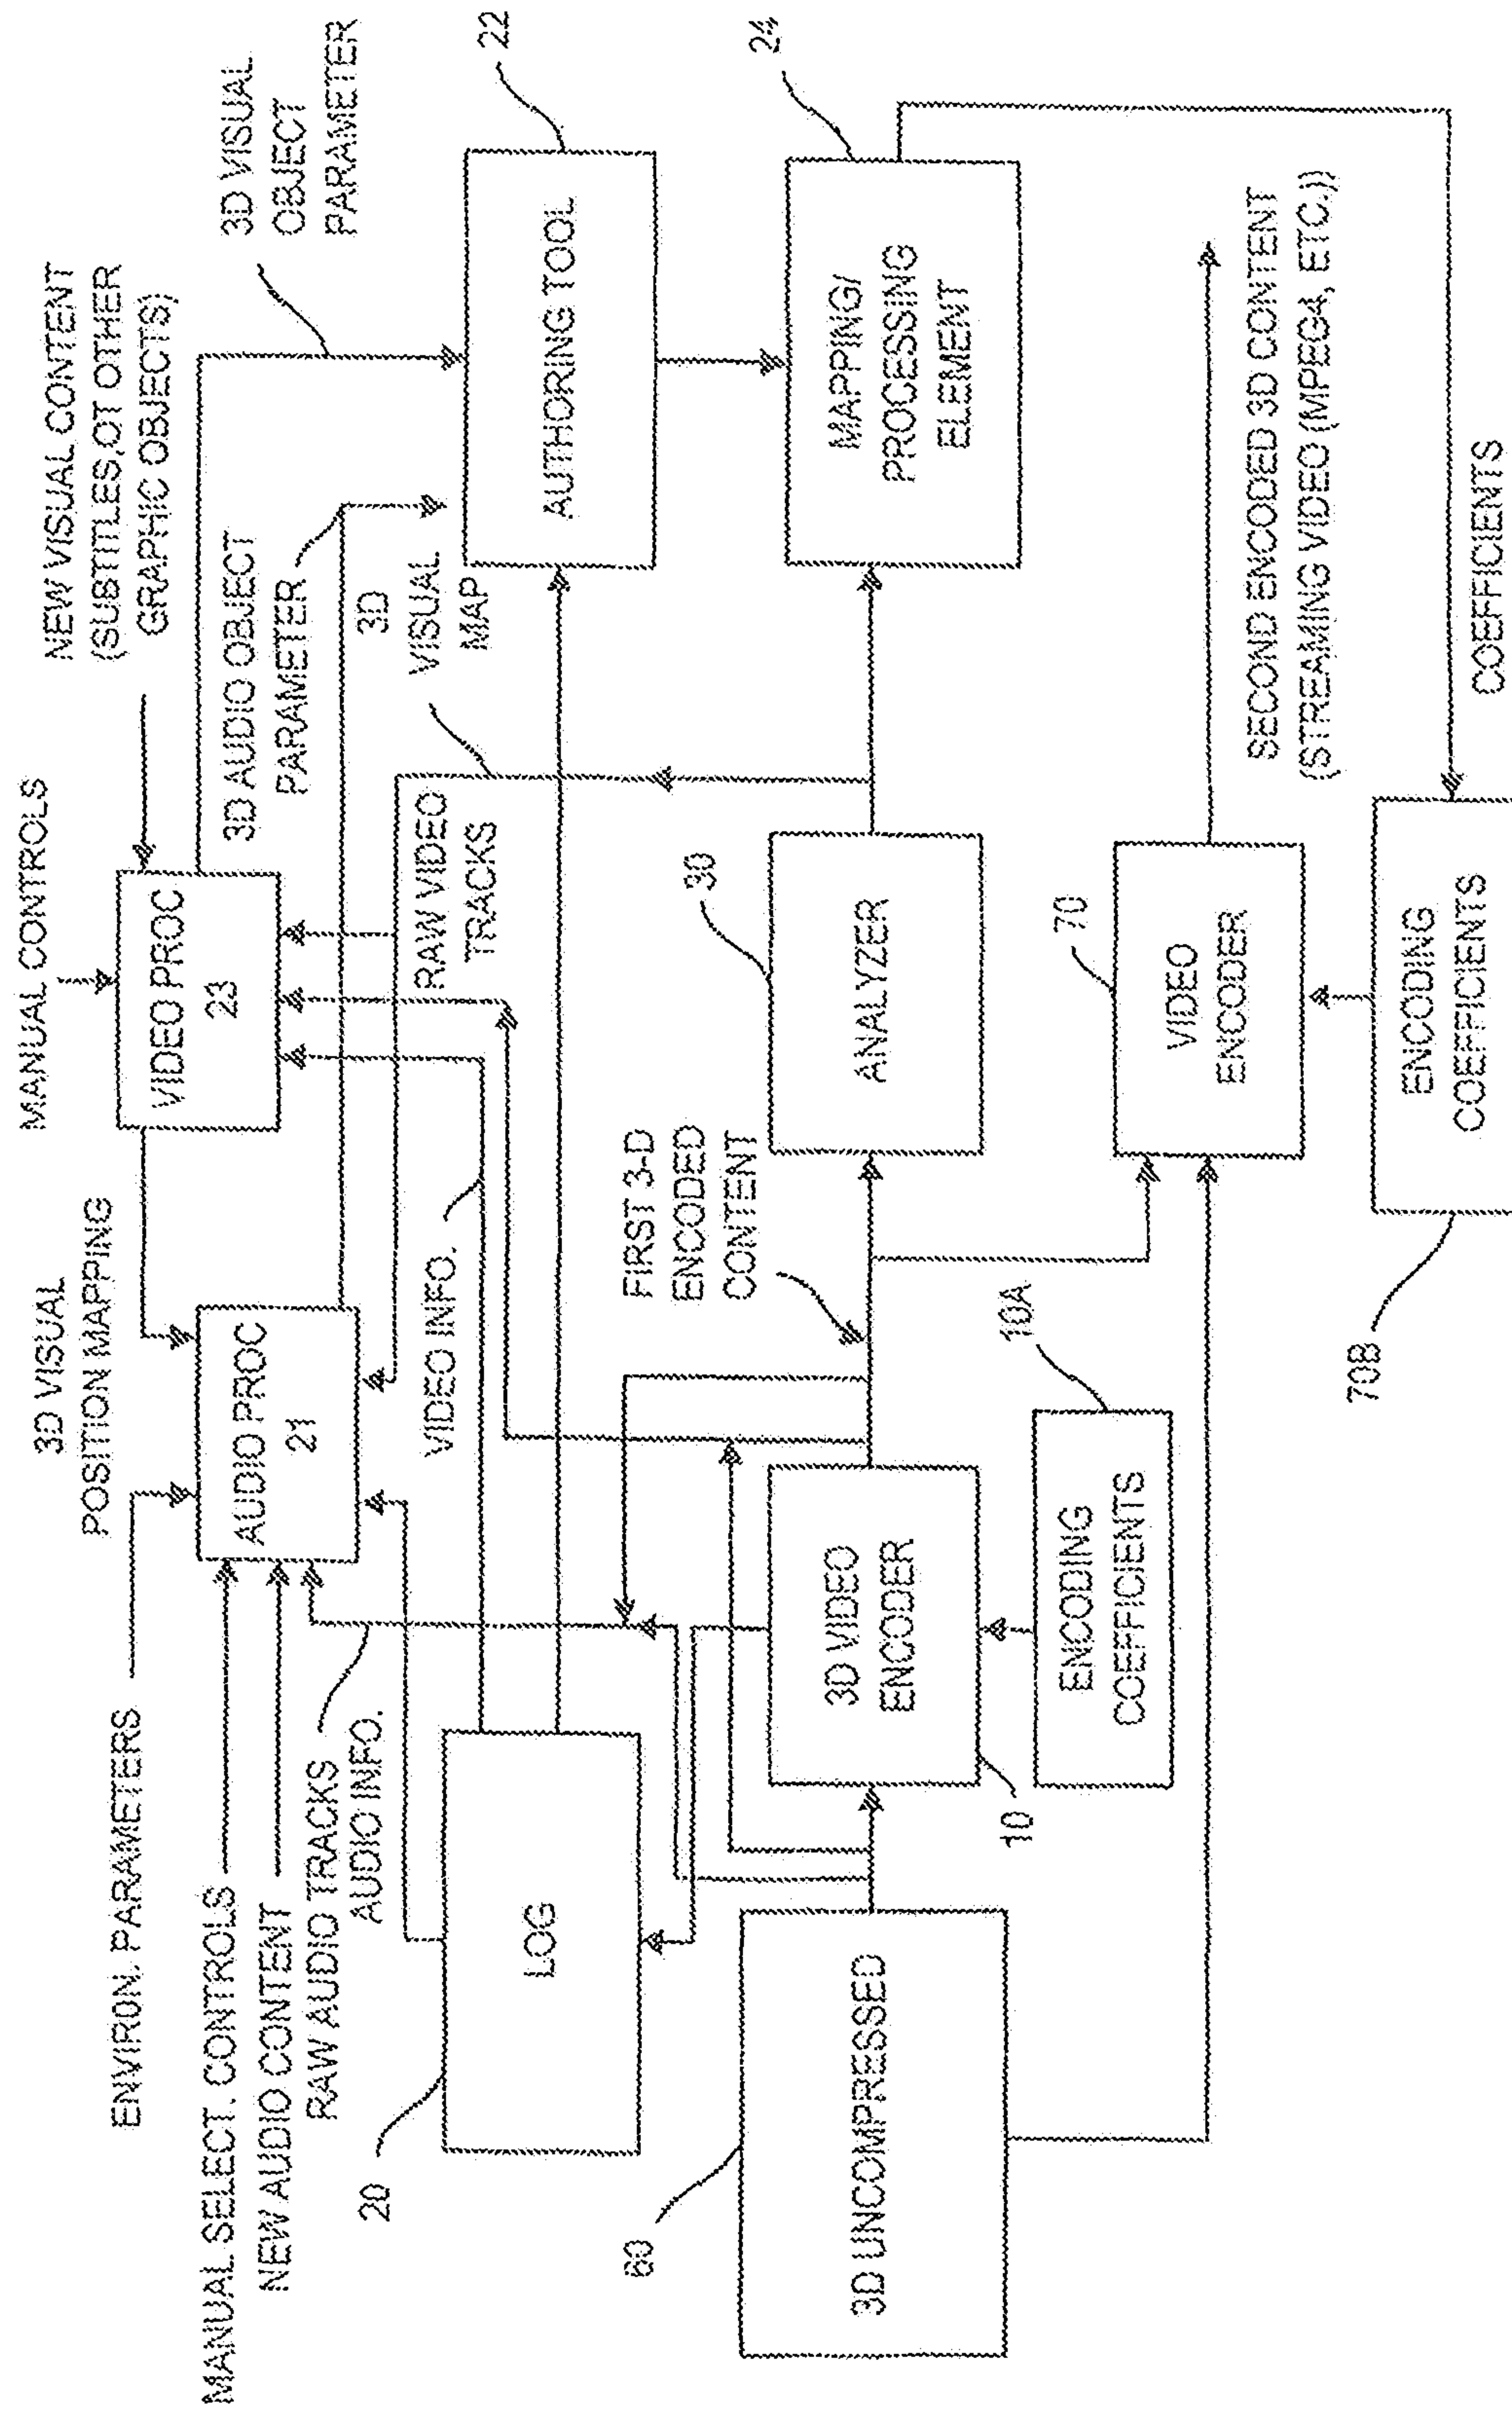 MANUAL CONTROLS
NEW VISUAL CONTENT
(SUBTITLES,OT OTHER
GRAPHIC OBJECTS)
3D VISUAL
OBJECT
PARAMETER
3D VISUAL
POSITION MAPPING
ENVIRON. PARAMETERS
MANUAL SELECT. CONTROLS
NEW AUDIO CONTENT
RAW AUDIO TRACKS
AUDIO INFO.
AUDIO PROC
21
VIDEO PROC
23
3D AUDIO OBJECT
PARAMETER
3D
VISUAL
MAP
RAW VIDEO
TRACKS
VIDEO INFO.
20
LOG
AUTHORING TOOL
22
FIRST 3-D
ENCODED
CONTENT
60
3D UNCOMPRESSED
3D VIDEO
ENCODER
10
ANALYZER
30
MAPPING/
PROCESSING
ELEMENT
24
ENCODING
COEFFICIENTS
10A
VIDEO
ENCODER
70
SECOND ENCODED 3D CONTENT
(STREAMING VIDEO (MPEG4, ETC.))
ENCODING
COEFFICIENTS
70B
COEFFICIENTS